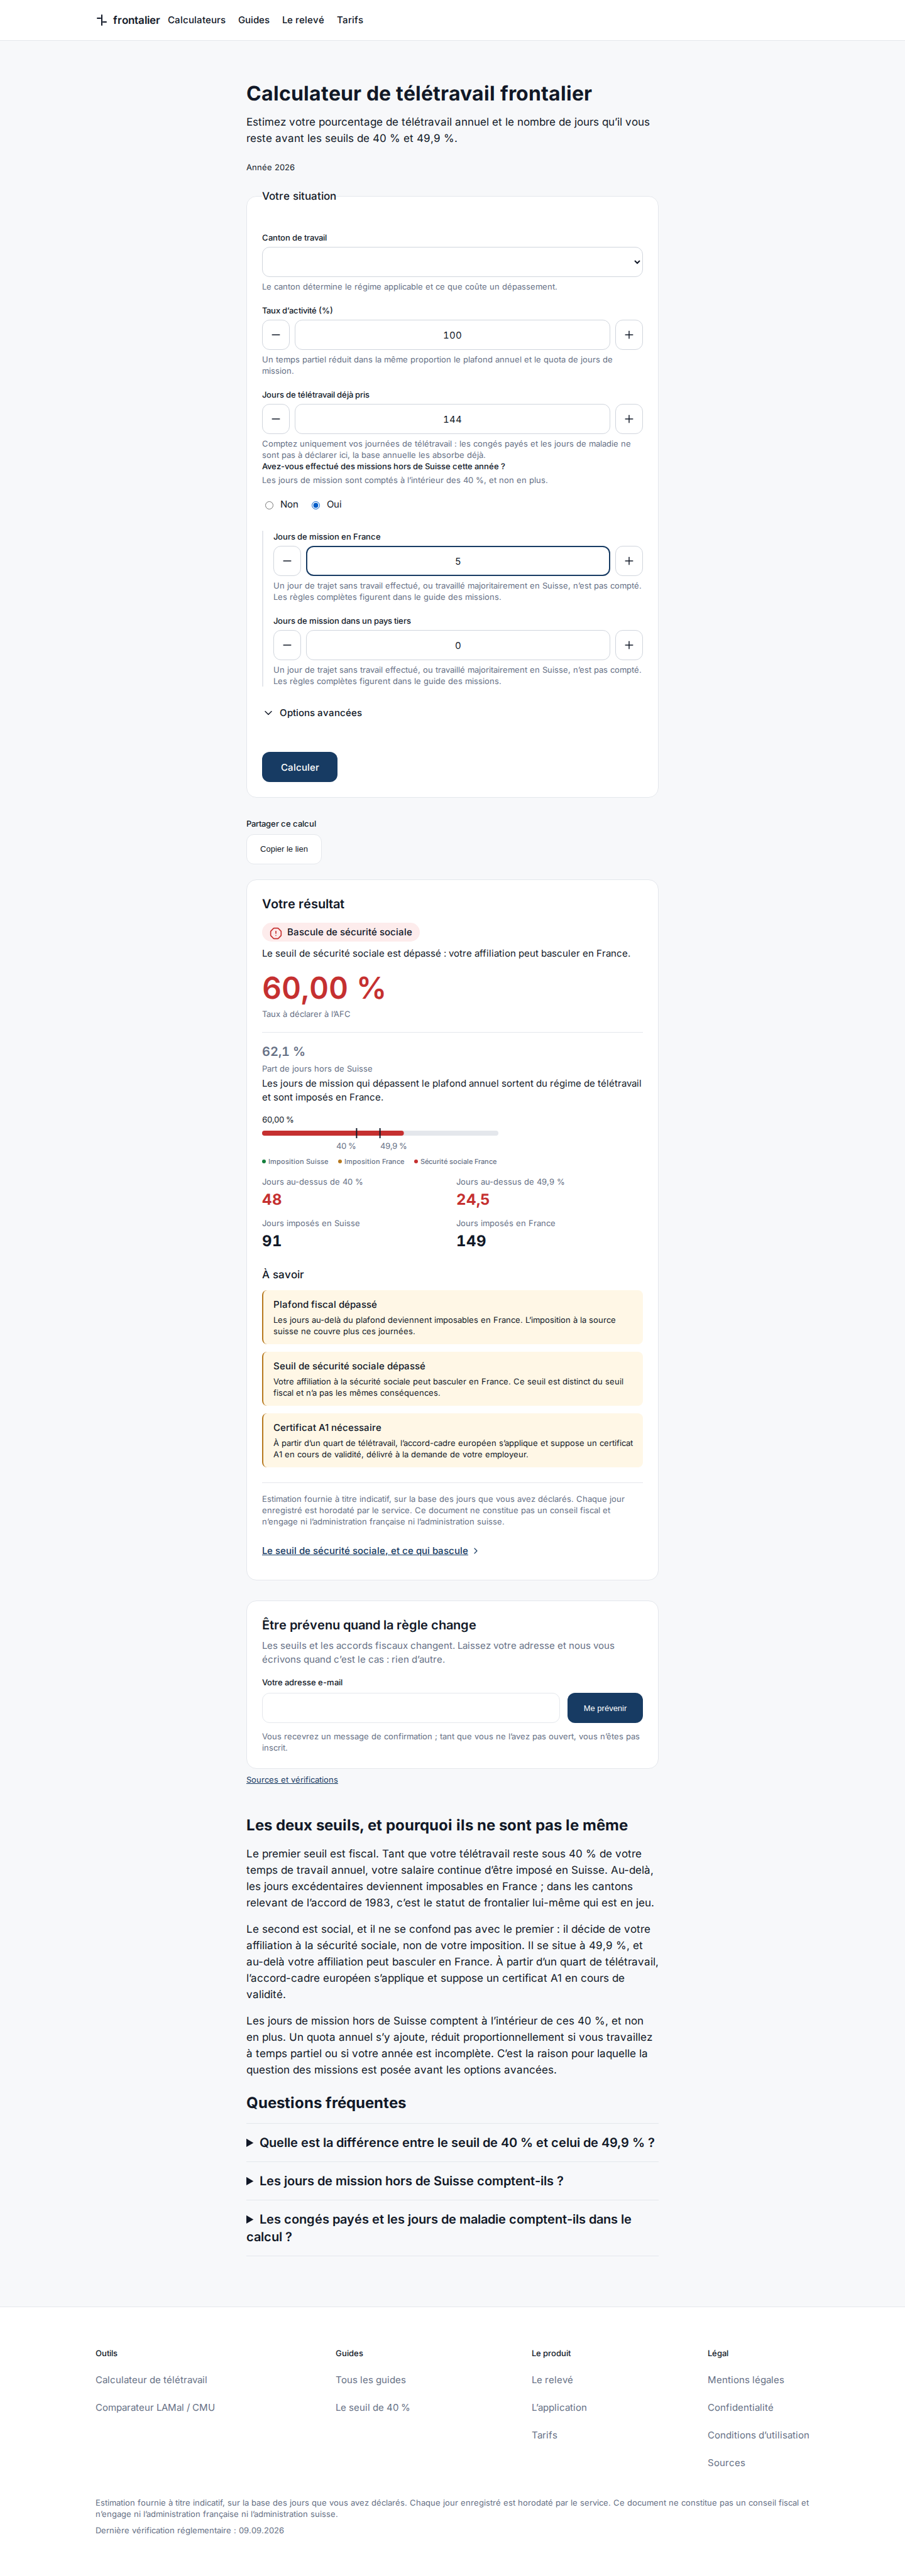 frontalier Calculateurs Guides Le relevé Tarifs
Calculateur de télétravail frontalier
Estimez votre pourcentage de télétravail annuel et le nombre de jours qu’il vous
reste avant les seuils de 40 % et 49,9 %.
Année 2026
Votre situation
Canton de travail
Le canton détermine le régime applicable et ce que coûte un dépassement.
Taux d’activité (%)
100
Un temps partiel réduit dans la même proportion le plafond annuel et le quota de jours de
mission.
Jours de télétravail déjà pris
144
Comptez uniquement vos journées de télétravail : les congés payés et les jours de maladie ne
sont pas à déclarer ici, la base annuelle les absorbe déjà.
Avez-vous effectué des missions hors de Suisse cette année ?
Les jours de mission sont comptés à l’intérieur des 40 %, et non en plus.
Non Oui
Jours de mission en France
5
Un jour de trajet sans travail effectué, ou travaillé majoritairement en Suisse, n’est pas compté.
Les règles complètes figurent dans le guide des missions.
Jours de mission dans un pays tiers
0
Un jour de trajet sans travail effectué, ou travaillé majoritairement en Suisse, n’est pas compté.
Les règles complètes figurent dans le guide des missions.
Options avancées
Calculer
Partager ce calcul
Copier le lien
Votre résultat
Bascule de sécurité sociale
Le seuil de sécurité sociale est dépassé : votre affiliation peut basculer en France.
60,00 %
Taux à déclarer à l’AFC
62,1 %
Part de jours hors de Suisse
Les jours de mission qui dépassent le plafond annuel sortent du régime de télétravail
et sont imposés en France.
60,00 %
40 % 49,9 %
Imposition Suisse Imposition France Sécurité sociale France
Jours au-dessus de 40 % Jours au-dessus de 49,9 %
48 24,5
Jours imposés en Suisse Jours imposés en France
91 149
À savoir
Plafond fiscal dépassé
Les jours au-delà du plafond deviennent imposables en France. L’imposition à la source
suisse ne couvre plus ces journées.
Seuil de sécurité sociale dépassé
Votre affiliation à la sécurité sociale peut basculer en France. Ce seuil est distinct du seuil
fiscal et n’a pas les mêmes conséquences.
Certificat A1 nécessaire
À partir d’un quart de télétravail, l’accord-cadre européen s’applique et suppose un certificat
A1 en cours de validité, délivré à la demande de votre employeur.
Estimation fournie à titre indicatif, sur la base des jours que vous avez déclarés. Chaque jour
enregistré est horodaté par le service. Ce document ne constitue pas un conseil fiscal et
n’engage ni l’administration française ni l’administration suisse.
Le seuil de sécurité sociale, et ce qui bascule
Être prévenu quand la règle change
Les seuils et les accords fiscaux changent. Laissez votre adresse et nous vous
écrivons quand c’est le cas : rien d’autre.
Votre adresse e-mail
Me prévenir
Vous recevrez un message de confirmation ; tant que vous ne l’avez pas ouvert, vous n’êtes pas
inscrit.
Sources et vérifications
Les deux seuils, et pourquoi ils ne sont pas le même
Le premier seuil est fiscal. Tant que votre télétravail reste sous 40 % de votre
temps de travail annuel, votre salaire continue d’être imposé en Suisse. Au-delà,
les jours excédentaires deviennent imposables en France ; dans les cantons
relevant de l’accord de 1983, c’est le statut de frontalier lui-même qui est en jeu.
Le second est social, et il ne se confond pas avec le premier : il décide de votre
affiliation à la sécurité sociale, non de votre imposition. Il se situe à 49,9 %, et
au-delà votre affiliation peut basculer en France. À partir d’un quart de télétravail,
l’accord-cadre européen s’applique et suppose un certificat A1 en cours de
validité.
Les jours de mission hors de Suisse comptent à l’intérieur de ces 40 %, et non
en plus. Un quota annuel s’y ajoute, réduit proportionnellement si vous travaillez
à temps partiel ou si votre année est incomplète. C’est la raison pour laquelle la
question des missions est posée avant les options avancées.
Questions fréquentes
Quelle est la différence entre le seuil de 40 % et celui de 49,9 % ?
Les jours de mission hors de Suisse comptent-ils ?
Les congés payés et les jours de maladie comptent-ils dans le
calcul ?
Outils Guides Le produit Légal
Calculateur de télétravail Tous les guides Le relevé Mentions légales
Comparateur LAMal / CMU Le seuil de 40 % L’application Confidentialité
Tarifs Conditions d’utilisation
Sources
Estimation fournie à titre indicatif, sur la base des jours que vous avez déclarés. Chaque jour enregistré est horodaté par le service. Ce document ne constitue pas un conseil fiscal et
n’engage ni l’administration française ni l’administration suisse.
Dernière vérification réglementaire : 09.09.2026